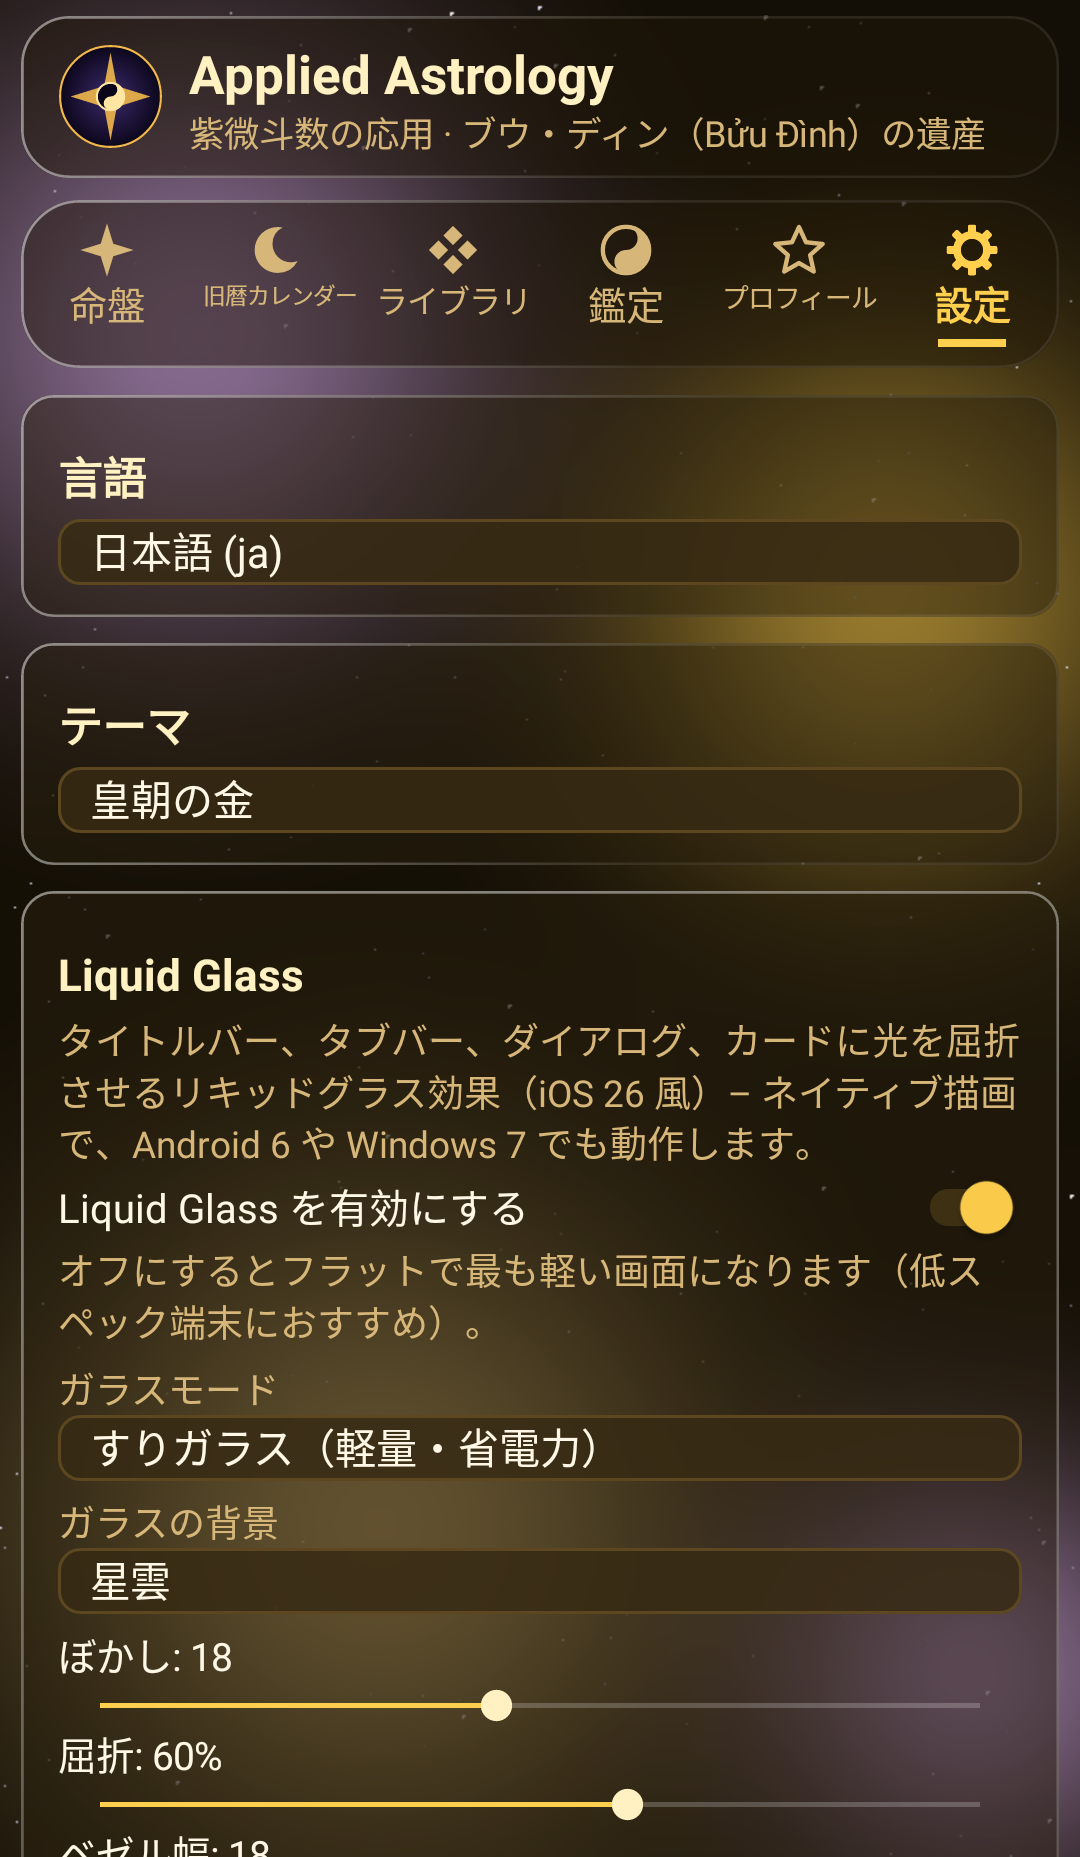 Applied Astrology
紫微斗数の応用 · ブウ・ディン（Bửu Đình）の遺産
命盤
旧暦カレンダー
ライブラリ
鑑定
プロフィール
設定
言語
日本語 (ja)
テーマ
皇朝の金
Liquid Glass
タイトルバー、タブバー、ダイアログ、カードに光を屈折
させるリキッドグラス効果（iOS 26 風）– ネイティブ描画
で、Android 6 や Windows 7 でも動作します。
Liquid Glass を有効にする
オフにするとフラットで最も軽い画面になります（低ス
ペック端末におすすめ）。
ガラスモード
すりガラス（軽量・省電力）
ガラスの背景
星雲
ぼかし: 18
屈折: 60%
ベゼル幅: 18